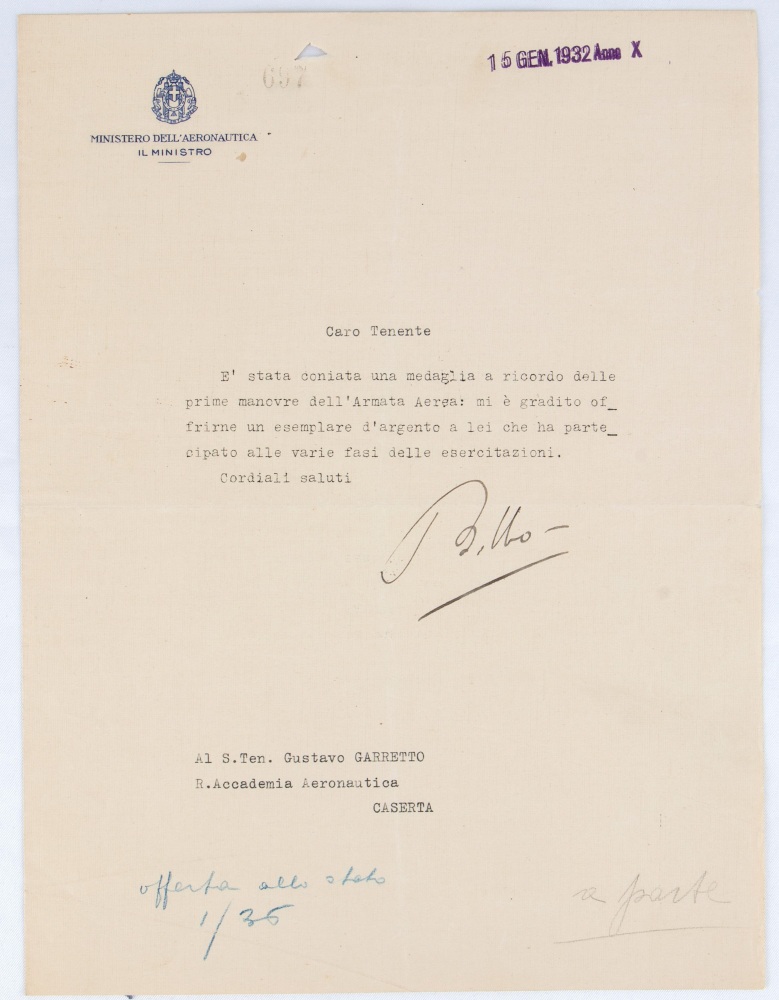 697
15 GEN. 1932 Anno X
MINISTERO DELL'AERONAUTICA
IL MINISTRO
Caro Tenente
E' stata coniata una medaglia a ricordo delle
prime manovre dell'Armata Aerea: mi è gradito of_
frirne un esemplare d'argento a lei che ha parte_
cipato alle varie fasi delle esercitazioni.
Cordiali saluti
Balbo
Al S.Ten. Gustavo GARRETTO
R.Accademia Aeronautica
CASERTA
offerta allo stato
1/36
a parte